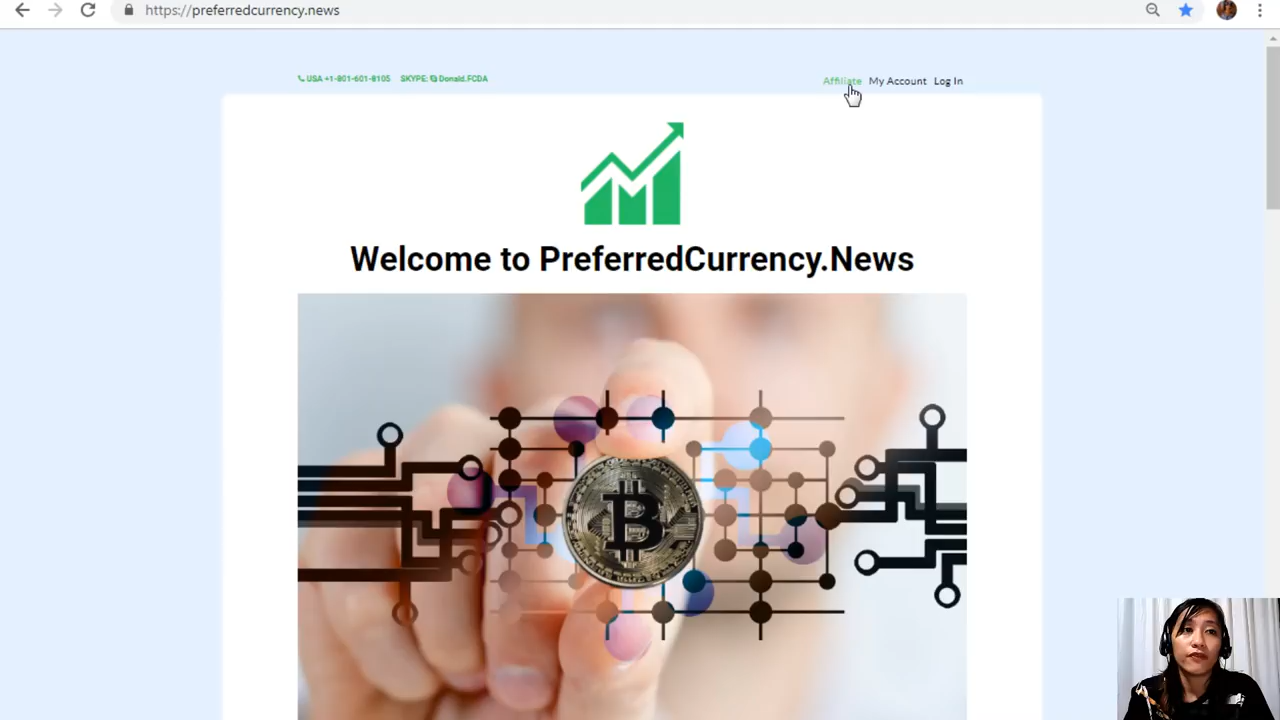 https://preferredcurrency.news
USA +1-801-601-8105 SKYPE: Donald.FCDA
Affiliate My Account Log In
Welcome to PreferredCurrency.News